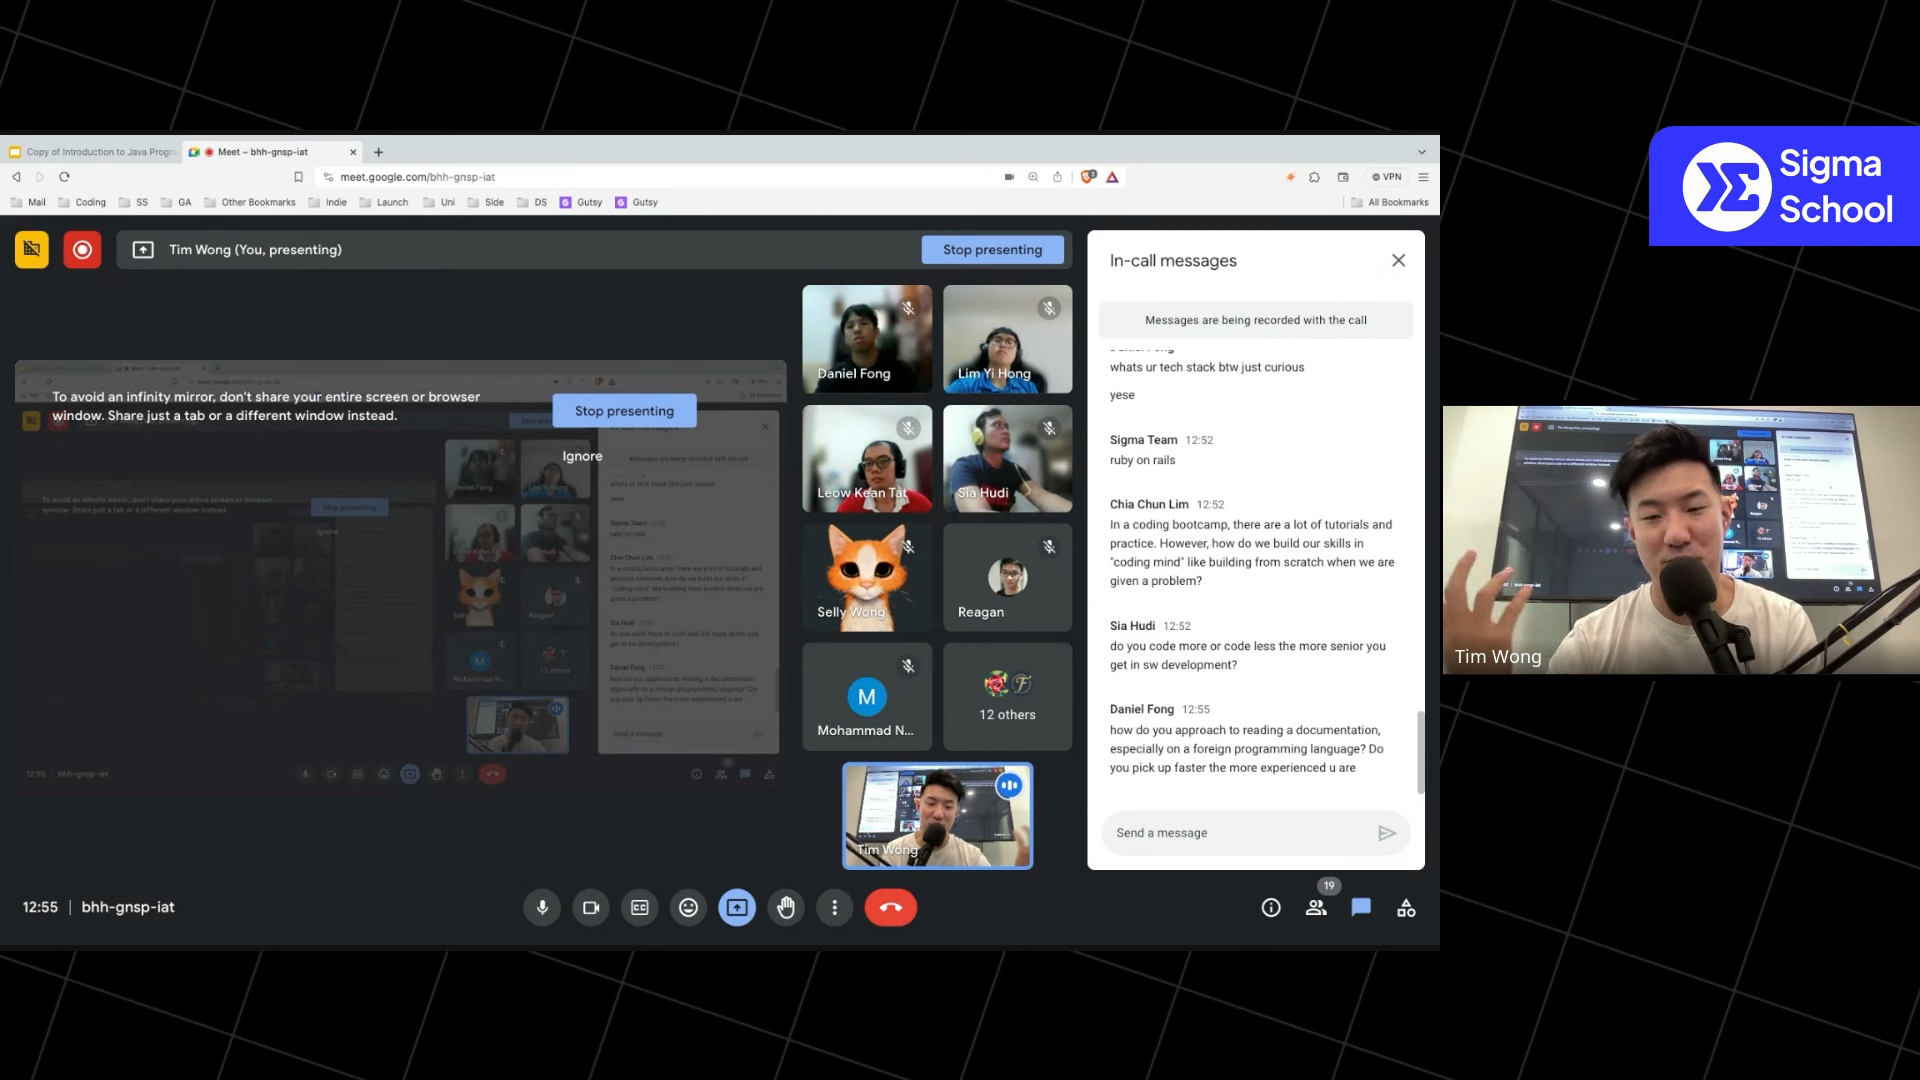 Copy of Introduction to Java Progra
Meet – bhh-gnsp-iat
meet.google.com/bhh-gnsp-iat
VPN
Mail
Coding
SS
GA
Other Bookmarks
Indie
Launch
Uni
Side
DS
Gutsy
Gutsy
All Bookmarks
Tim Wong (You, presenting)
Stop presenting
To avoid an infinity mirror, don't share your entire screen or browser
window. Share just a tab or a different window instead.
Stop presenting
Ignore
Daniel Fong
Lim Yi Hong
Leow Kean Tat
Sia Hudi
Selly Wong
Reagan
M
Mohammad N...
12 others
Tim Wong
In-call messages
Messages are being recorded with the call
Daniel Fong
whats ur tech stack btw just curious
yese
Sigma Team 12:52
ruby on rails
Chia Chun Lim 12:52
In a coding bootcamp, there are a lot of tutorials and
practice. However, how do we build our skills in
"coding mind" like building from scratch when we are
given a problem?
Sia Hudi 12:52
do you code more or code less the more senior you
get in sw development?
Daniel Fong 12:55
how do you approach to reading a documentation,
especially on a foreign programming language? Do
you pick up faster the more experienced u are
Send a message
12:55 | bhh-gnsp-iat
19
Sigma
School
Tim Wong